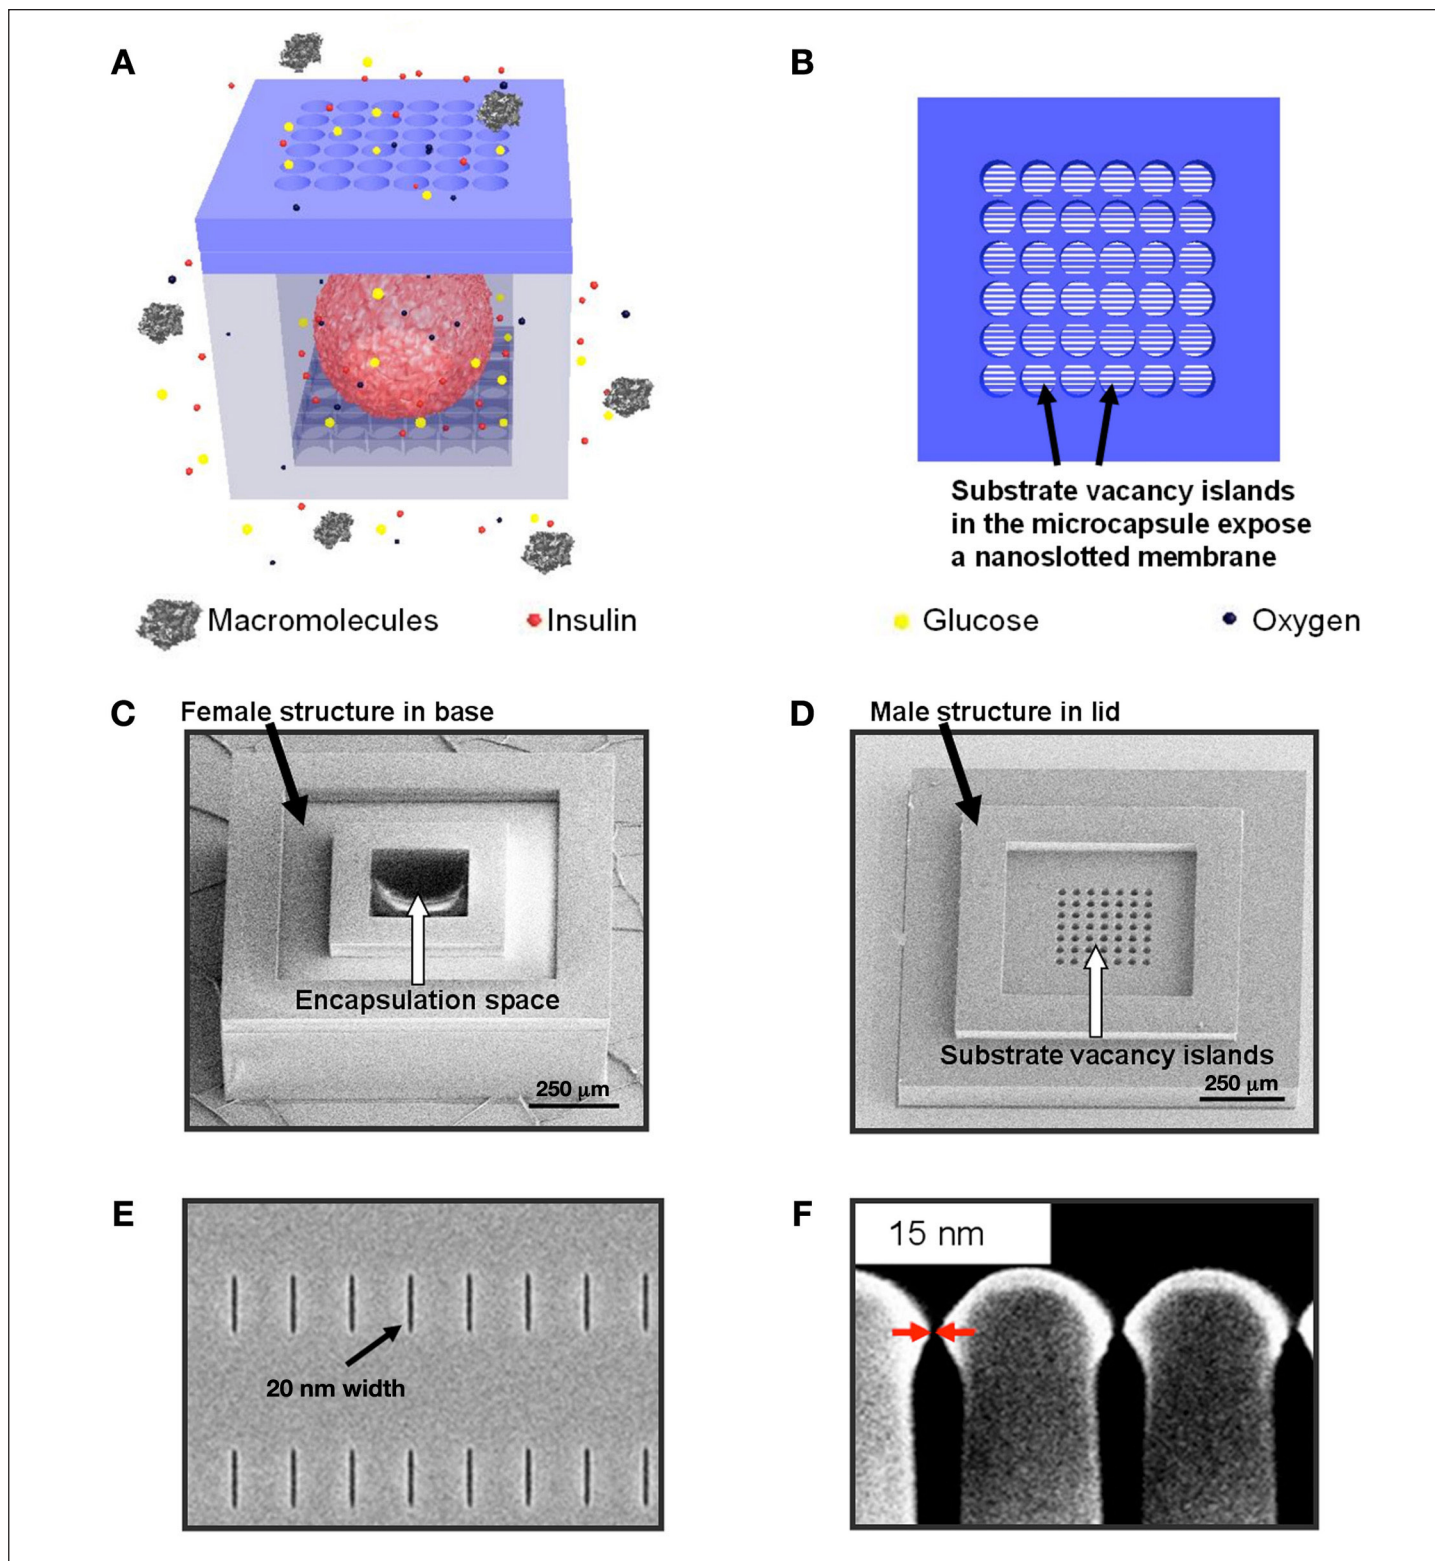 A
B
Substrate vacancy islands
in the microcapsule expose
a nanoslotted membrane
Macromolecules
Insulin
Glucose
Oxygen
C
Female structure in base
Encapsulation space
250 μm
D
Male structure in lid
Substrate vacancy islands
250 μm
E
20 nm width
F
15 nm